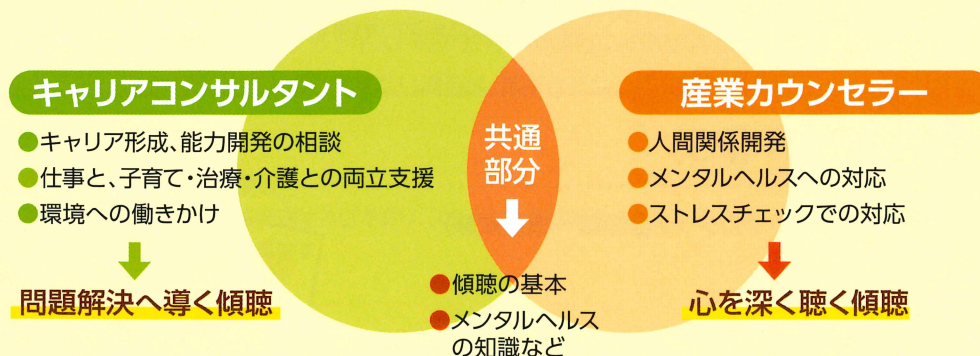 キャリアコンサルタント
●キャリア形成、能力開発の相談
●仕事と、子育て・治療・介護との両立支援
●環境への働きかけ
問題解決へ導く傾聴
共通
部分
●傾聴の基本
●メンタルヘルス
の知識など
産業カウンセラー
●人間関係開発
●メンタルヘルスへの対応
●ストレスチェックでの対応
心を深く聴く傾聴